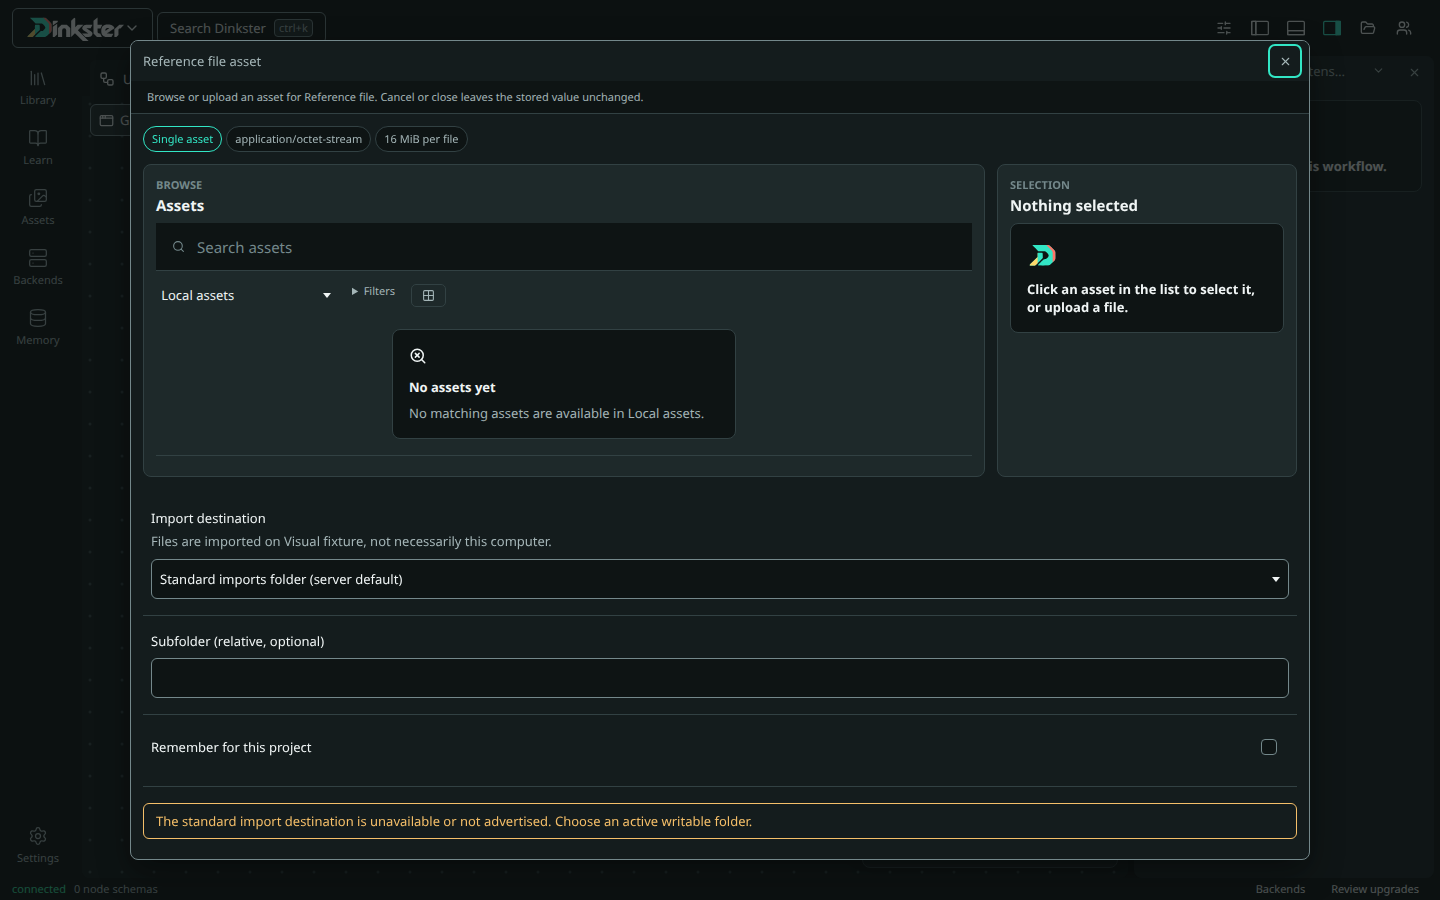 Dinkster
Search Dinkster ctrl+k
Library
Learn
Assets
Backends
Memory
Settings
U
G
tens...
is workflow.
Reference file asset
Browse or upload an asset for Reference file. Cancel or close leaves the stored value unchanged.
Single asset
application/octet-stream
16 MiB per file
BROWSE
Assets
Search assets
Local assets
Filters
No assets yet
No matching assets are available in Local assets.
SELECTION
Nothing selected
Click an asset in the list to select it,
or upload a file.
Import destination
Files are imported on Visual fixture, not necessarily this computer.
Standard imports folder (server default)
Subfolder (relative, optional)
Remember for this project
The standard import destination is unavailable or not advertised. Choose an active writable folder.
connected 0 node schemas
Backends
Review upgrades